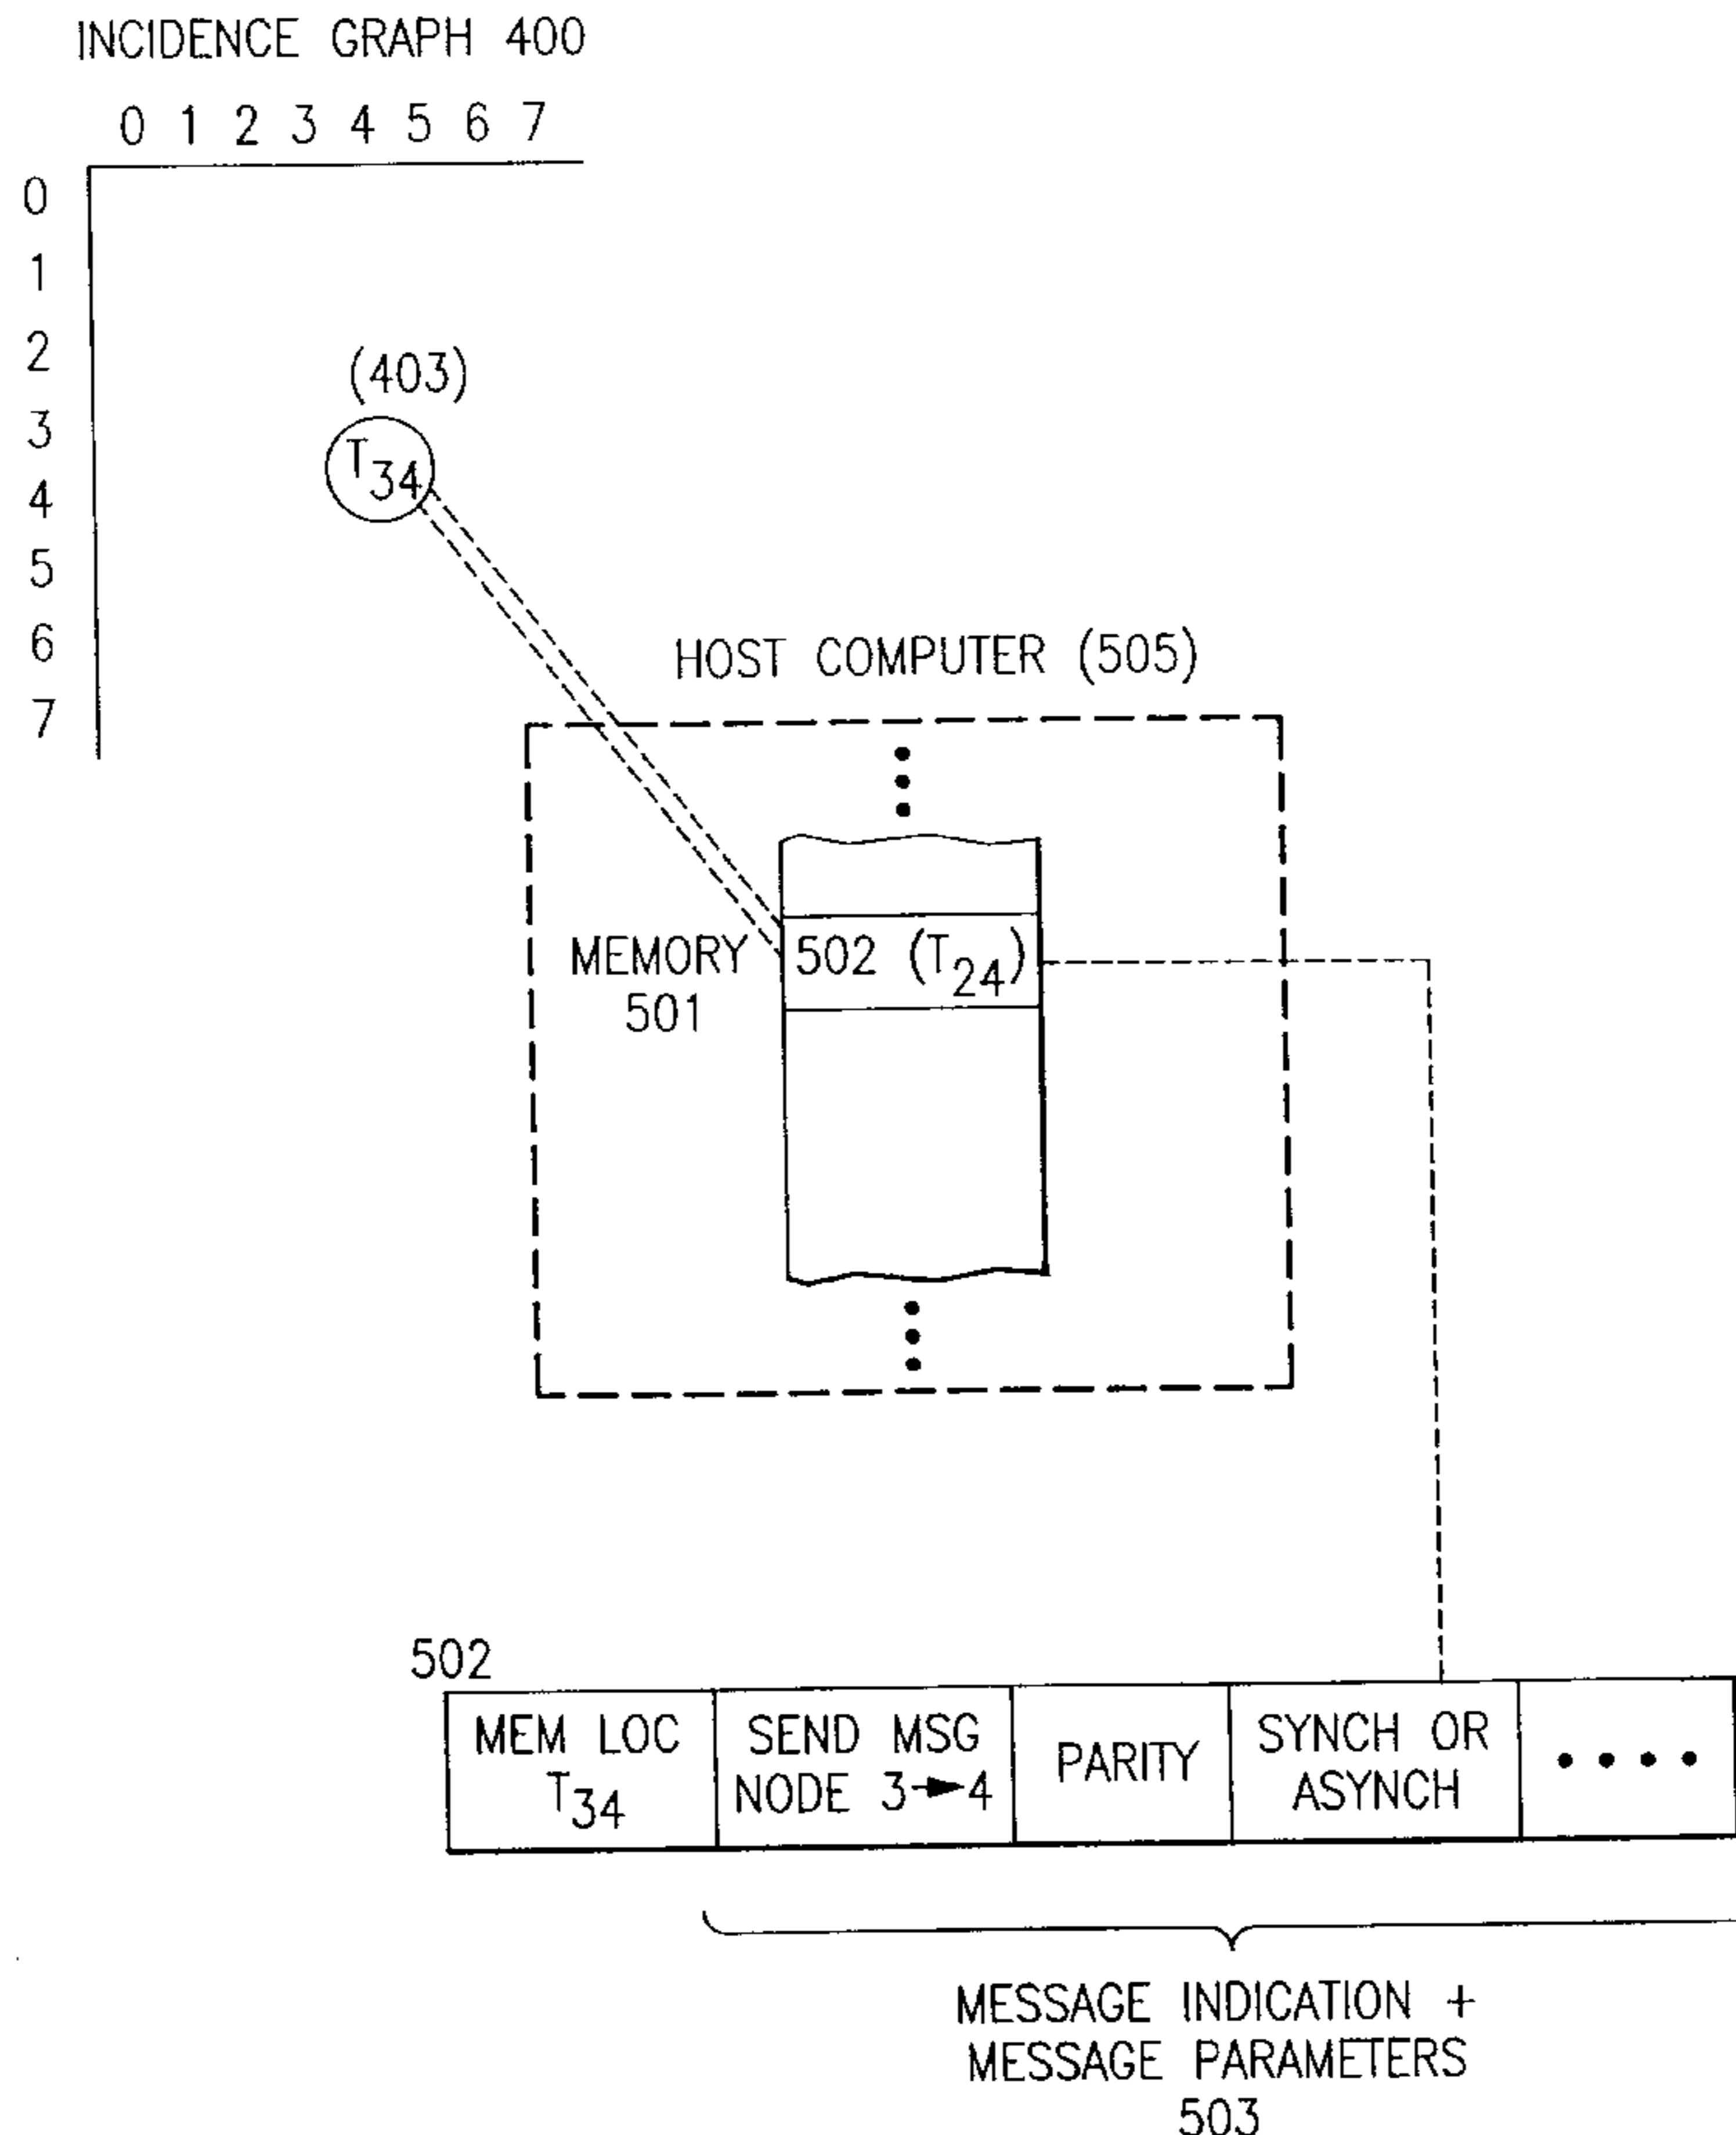 INCIDENCE GRAPH 400
0 1 2 3 4 5 6 7
0
1
2
(403)
3
T34
4
5
6
7
HOST COMPUTER (505)
MEMORY
501
502 (T24)
502
MEM LOC
T34
SEND MSG
NODE 3→4
PARITY
SYNCH OR
ASYNCH
MESSAGE INDICATION +
MESSAGE PARAMETERS
503